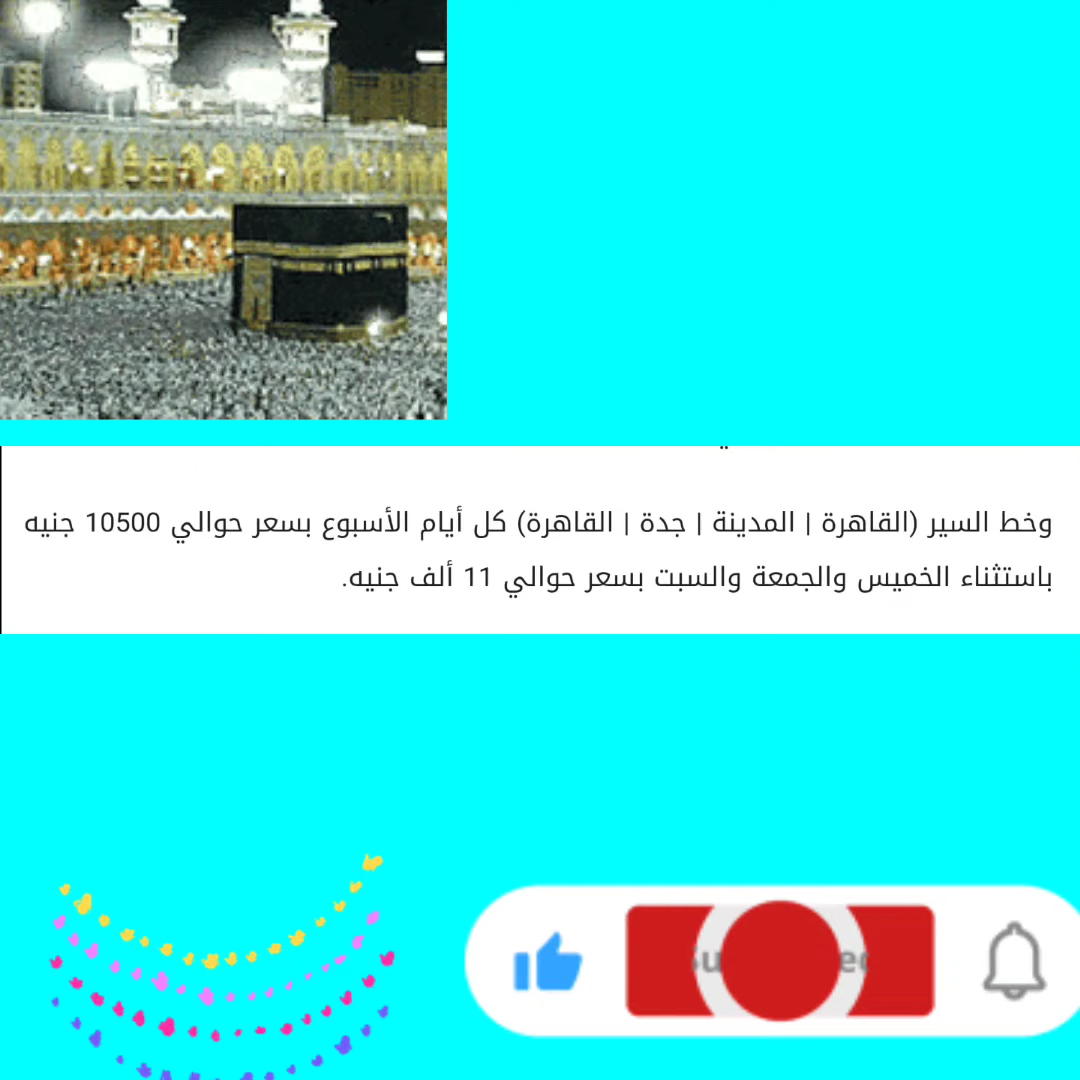 وخط السير (القاهرة | المدينة | جدة | القاهرة) كل أيام الأسبوع بسعر حوالي 10500 جنيه
باستثناء الخميس والجمعة والسبت بسعر حوالي 11 ألف جنيه.